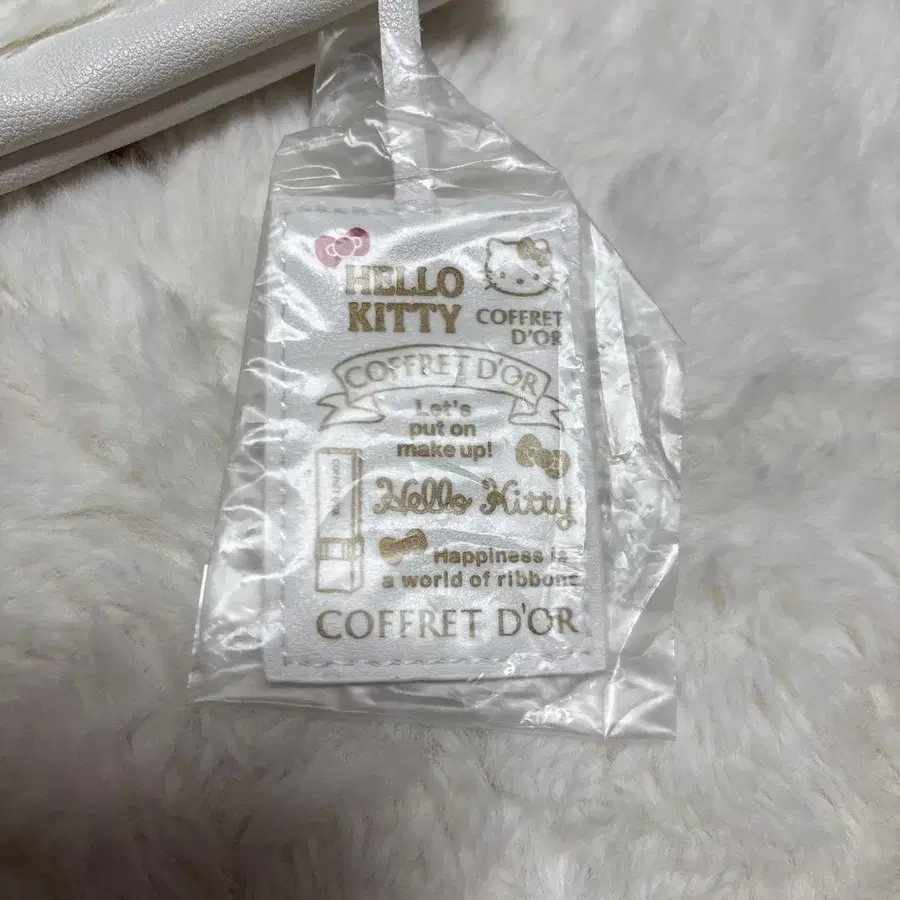 HELLO
KITTY
COFFRET
D'OR
COFFRET D'OR
Let's
put on
make up!
Hello Kitty
Happiness is
a world of ribbons
COFFRET D'OR